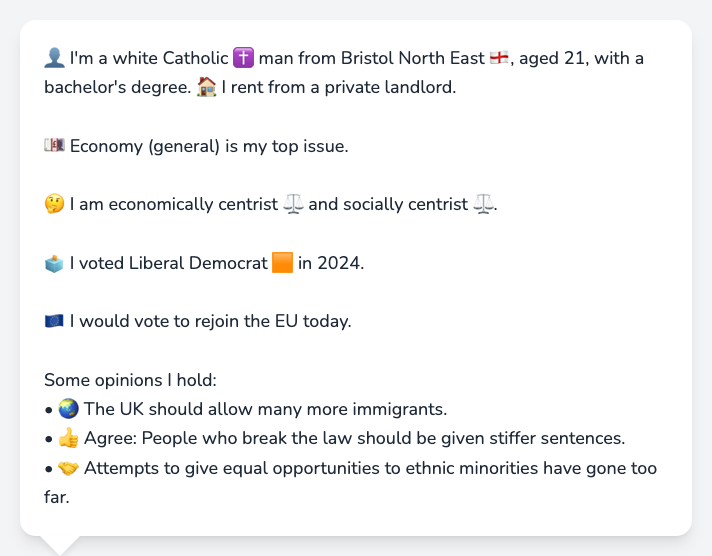 👤 I'm a white Catholic ✝️ man from Bristol North East 🏴󠁧󠁢󠁥󠁮󠁧󠁿, aged 21, with a
bachelor's degree. 🏠 I rent from a private landlord.
💷 Economy (general) is my top issue.
🤔 I am economically centrist ⚖️ and socially centrist ⚖️.
🗳️ I voted Liberal Democrat 🟧 in 2024.
🇪🇺 I would vote to rejoin the EU today.
Some opinions I hold:
• 🌏 The UK should allow many more immigrants.
• 👍 Agree: People who break the law should be given stiffer sentences.
• 🤝 Attempts to give equal opportunities to ethnic minorities have gone too
far.